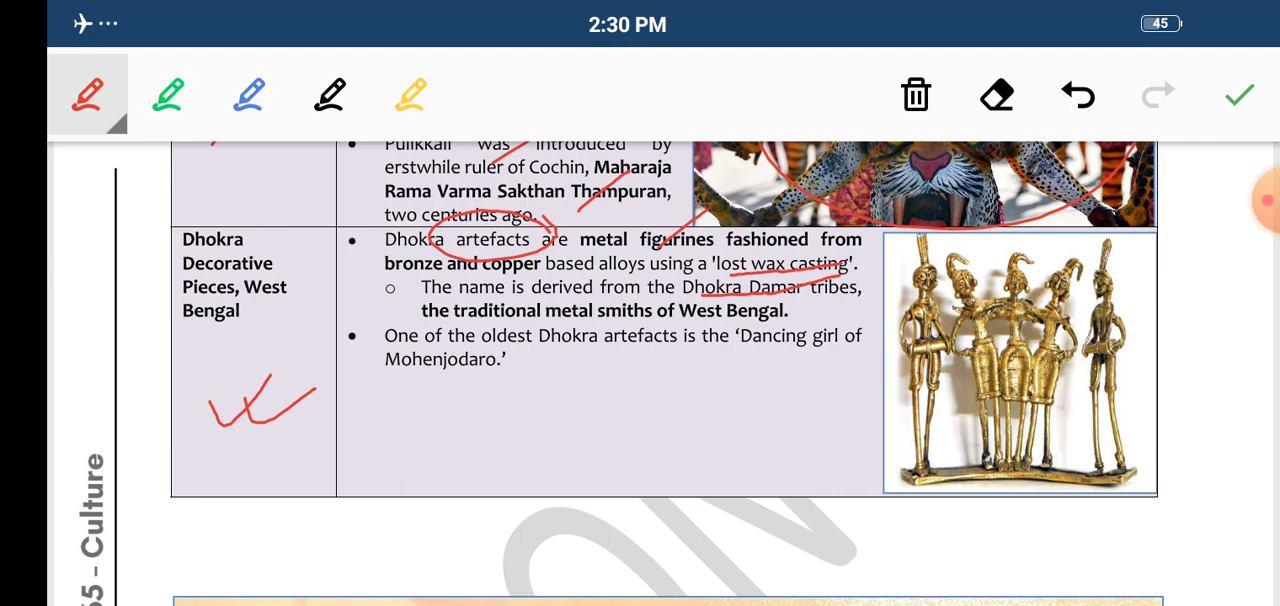 2:30 PM
45
Pulikkali was introduced by
erstwhile ruler of Cochin, Maharaja
Rama Varma Sakthan Thampuran,
two centuries ago.
Dhokra
Decorative
Pieces, West
Bengal
• Dhokra artefacts are metal figurines fashioned from
bronze and copper based alloys using a 'lost wax casting'.
o The name is derived from the Dhokra Damar tribes,
the traditional metal smiths of West Bengal.
• One of the oldest Dhokra artefacts is the ‘Dancing girl of
Mohenjodaro.’
5 - Culture